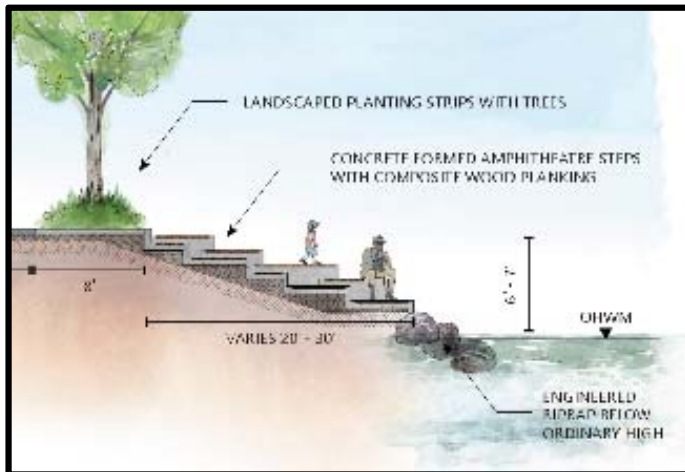 LANDSCAPED PLANTING STRIPS WITH TREES
CONCRETE FORMED AMPHITHEATRE STEPS
WITH COMPOSITE WOOD PLANKING
8'
6' - 7'
OHWM
VARIES 20' - 30'
ENGINEERED
RIPRAP BELOW
ORDINARY HIGH